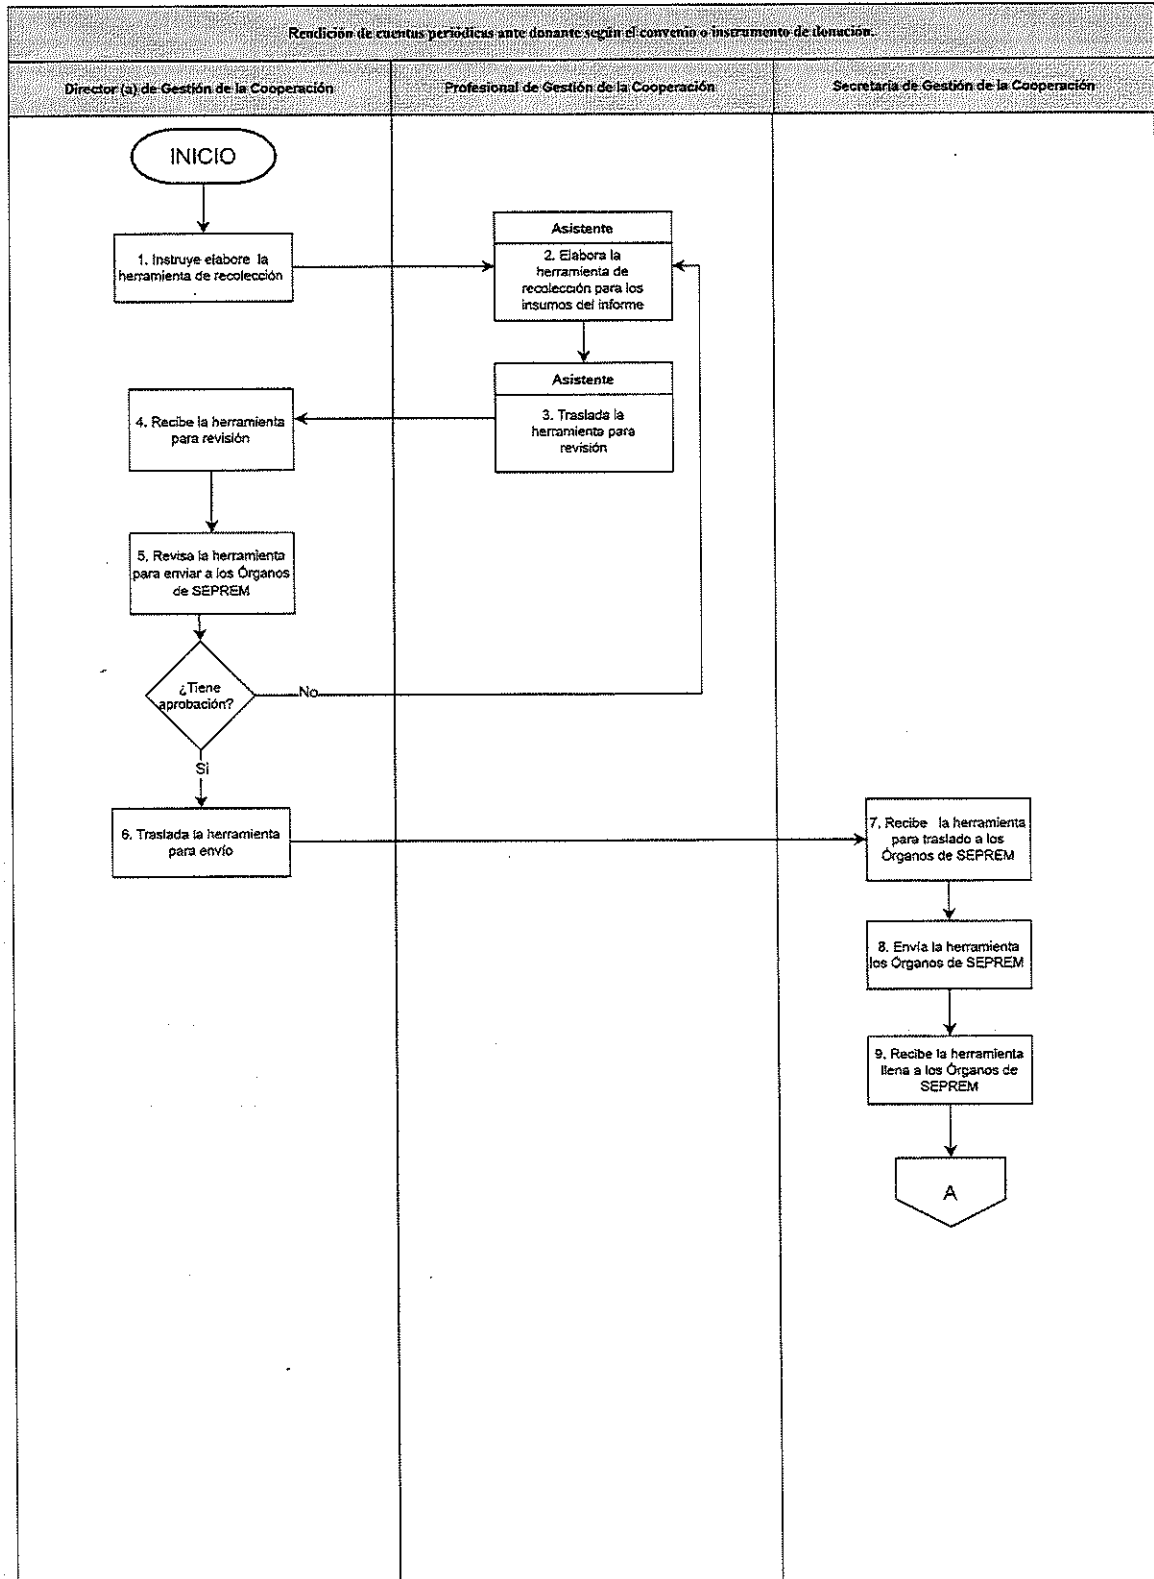 Rendición de cuentas periódicas ante donante según el convenio o instrumento de donación.
Director (a) de Gestión de la Cooperación
Profesional de Gestión de la Cooperación
Secretaria de Gestión de la Cooperación
INICIO
1. Instruye elabore la
herramienta de recolección
Asistente
2. Elabora la
herramienta de
recolección para los
insumos del informe
Asistente
3. Traslada la
herramienta para
revisión
4. Recibe la herramienta
para revisión
5. Revisa la herramienta
para enviar a los Órganos
de SEPREM
¿Tiene
aprobación?
No
Si
6. Traslada la herramienta
para envío
7. Recibe la herramienta
para traslado a los
Órganos de SEPREM
8. Envía la herramienta
los Órganos de SEPREM
9. Recibe la herramienta
llena a los Órganos de
SEPREM
A